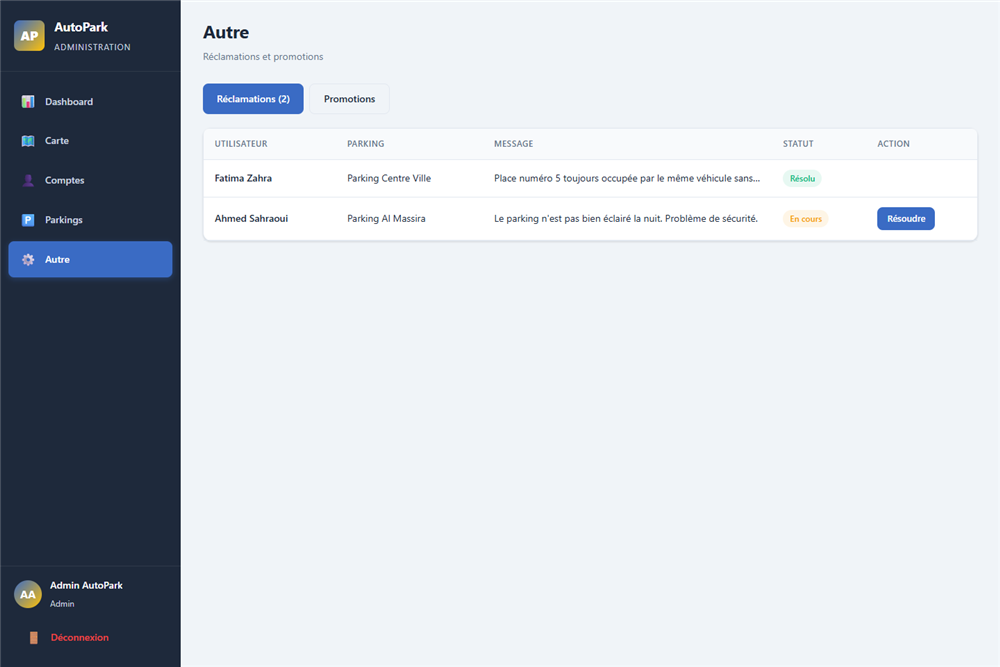 AP
AutoPark
ADMINISTRATION
Dashboard
Carte
Comptes
P Parkings
Autre
AA
Admin AutoPark
Admin
Déconnexion
Autre
Réclamations et promotions
Réclamations (2) Promotions
UTILISATEUR PARKING MESSAGE STATUT ACTION
Fatima Zahra Parking Centre Ville Place numéro 5 toujours occupée par le même véhicule sans... Résolu
Ahmed Sahraoui Parking Al Massira Le parking n'est pas bien éclairé la nuit. Problème de sécurité. En cours Résoudre